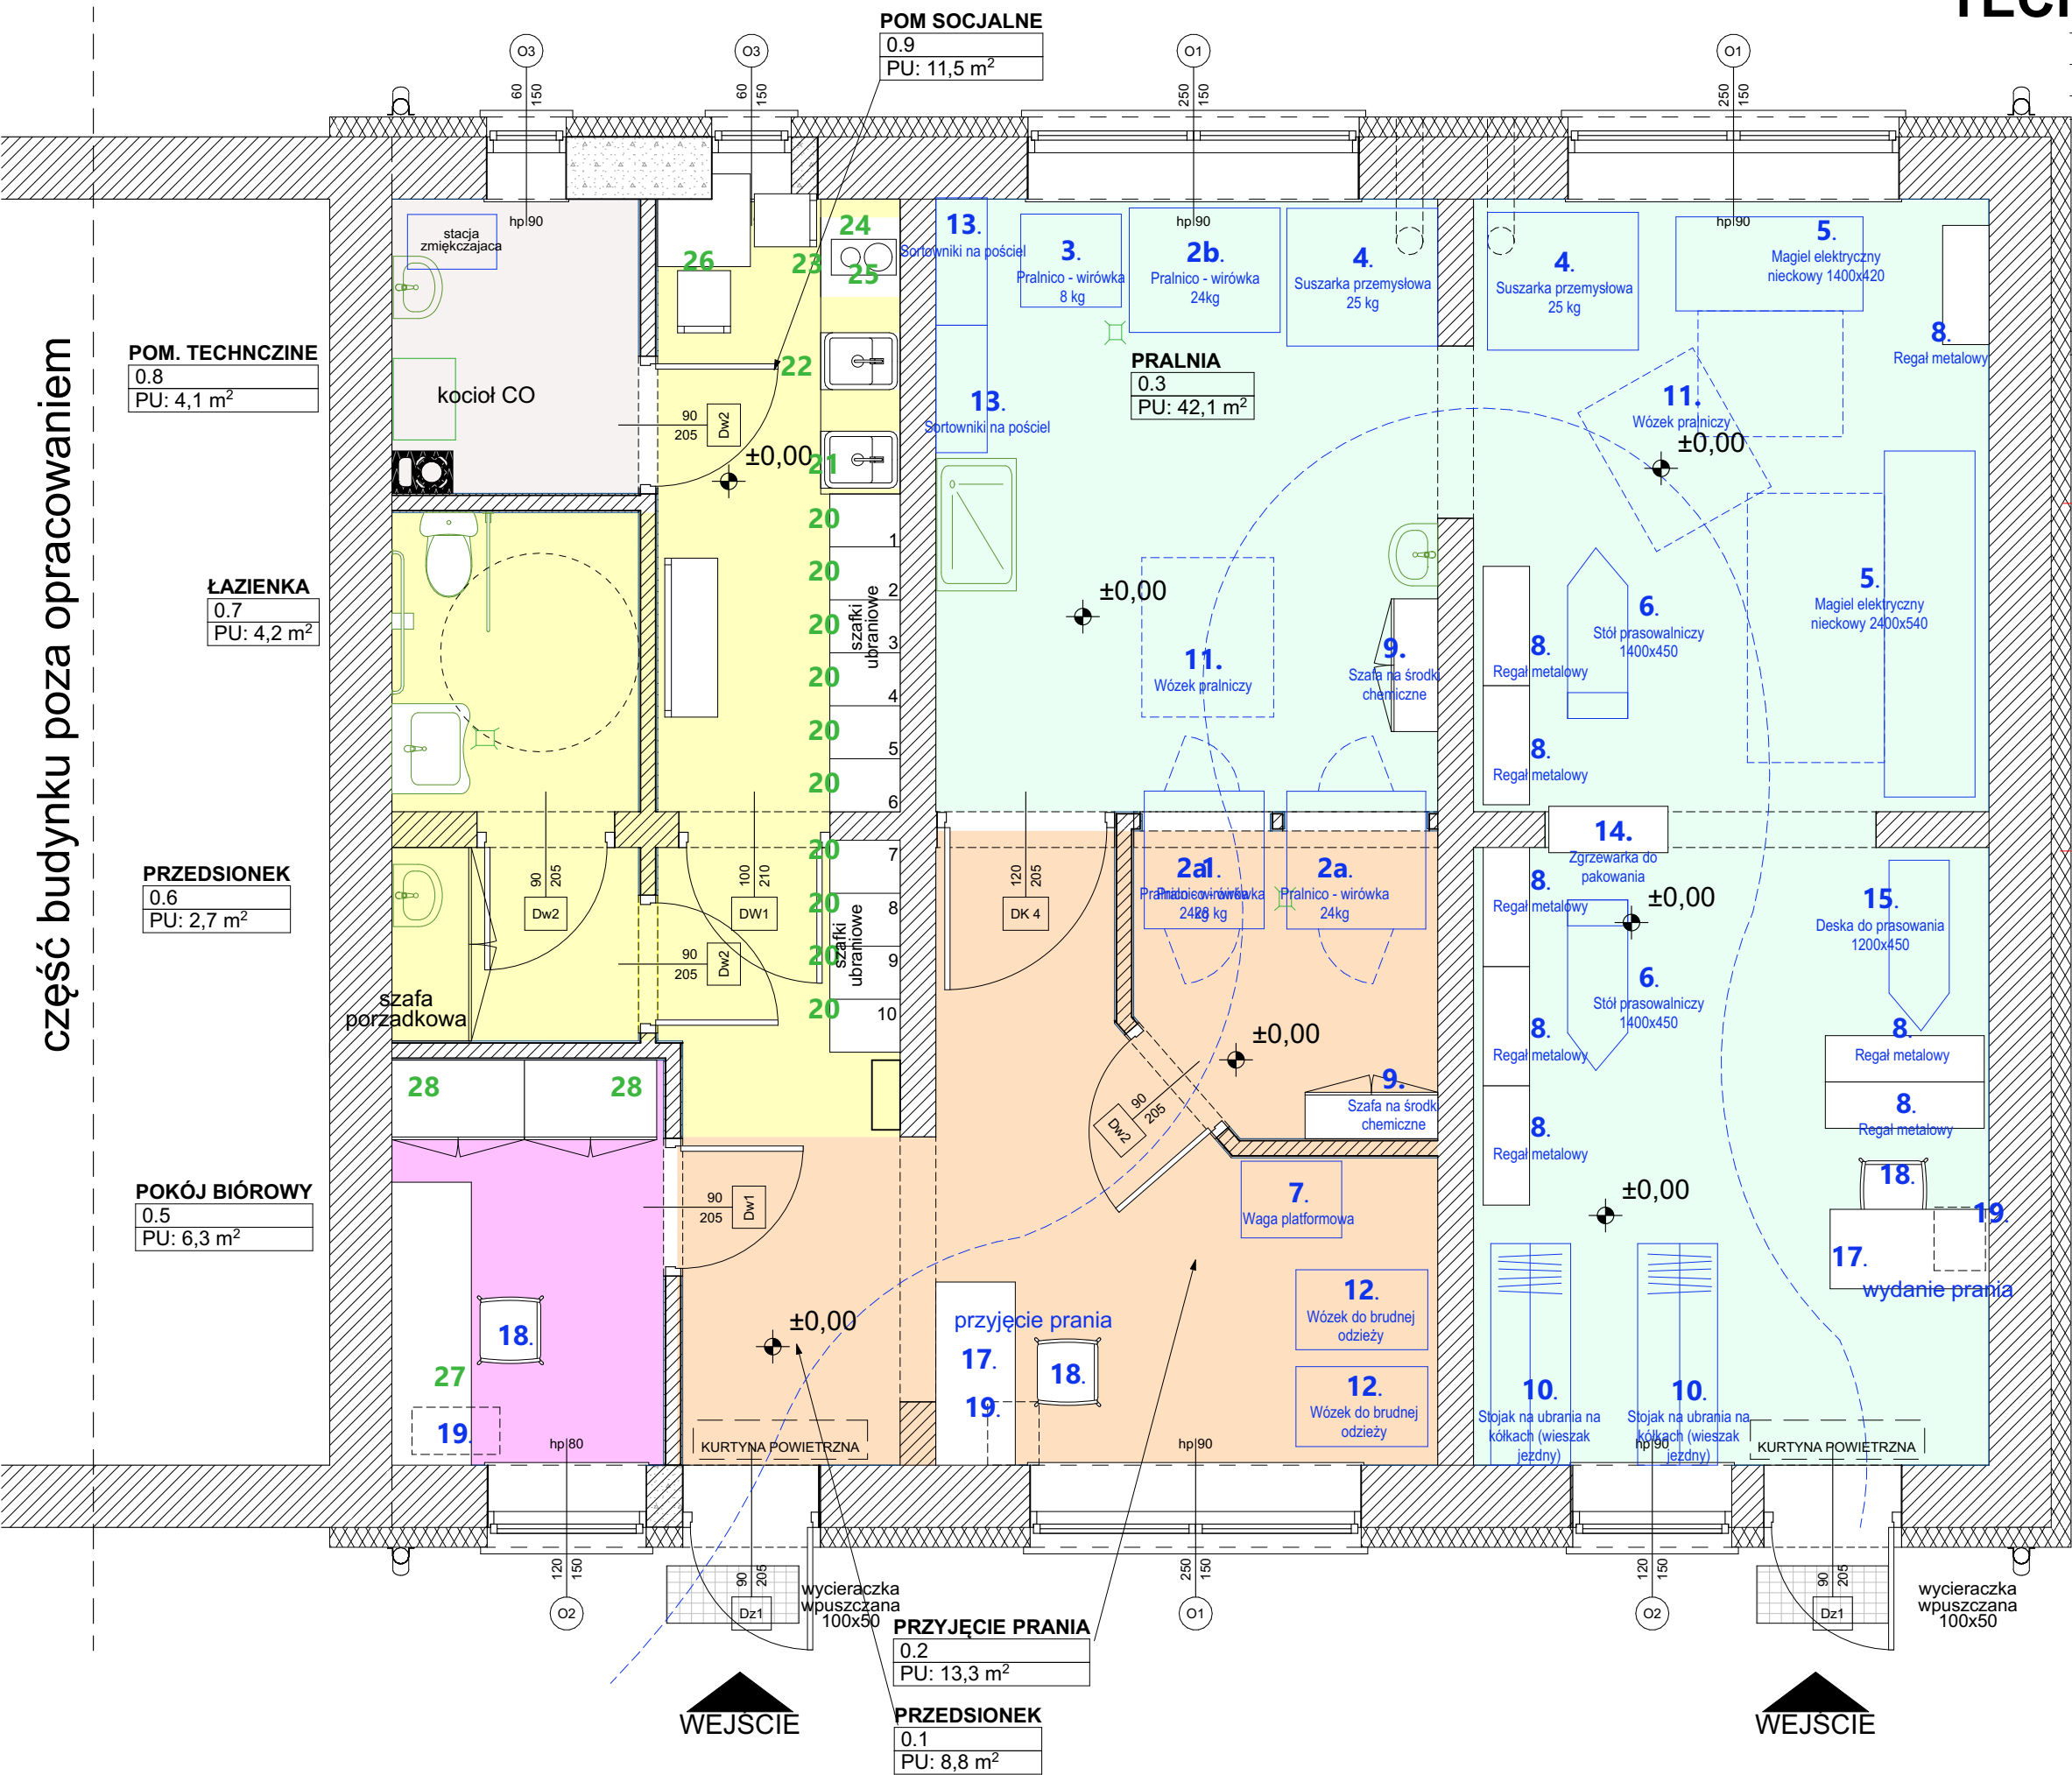 TECH
POM SOCJALNE
0.9
PU: 11,5 m²
O3
60
150
O3
60
150
O1
250
150
O1
250
150
część budynku poza opracowaniem
POM. TECHNCZINE
0.8
PU: 4,1 m²
ŁAZIENKA
0.7
PU: 4,2 m²
PRZEDSIONEK
0.6
PU: 2,7 m²
POKÓJ BIÓROWY
0.5
PU: 6,3 m²
stacja
zmiękczajaca
hp 90
kocioł CO
90
205
Dw2
±0,00
26
23
24
25
22
21
20
1
20
2
20
3
20
4
20
5
20
6
szafki
ubraniowe
20
7
20
8
20
9
20
10
szafki
ubraniowe
90
205
Dw2
100
210
DW1
90
205
Dw2
szafa
porzadkowa
28
28
90
205
Dw1
18.
27
19.
hp 80
±0,00
KURTYNA POWIETRZNA
13.
Sortowniki na pościel
13.
Sortowniki na pościel
3.
Pralnico - wirówka
8 kg
hp 90
2b.
Pralnico - wirówka
24kg
4.
Suszarka przemysłowa
25 kg
PRALNIA
0.3
PU: 42,1 m²
±0,00
11.
Wózek pralniczy
9.
Szafa na środki
chemiczne
4.
Suszarka przemysłowa
25 kg
hp 90
5.
Magiel elektryczny
nieckowy 1400x420
8.
Regał metalowy
11.
Wózek pralniczy
±0,00
5.
Magiel elektryczny
nieckowy 2400x540
6.
Stół prasowalniczy
1400x450
8.
Regał metalowy
8.
Regał metalowy
14.
Zgrzewarka do
pakowania
120
205
DK 4
2a
1.
Pralnico - wirówka
24kg
2a.
Pralnico - wirówka
24kg
±0,00
90
205
Dw2
9.
Szafa na środki
chemiczne
7.
Waga platformowa
12.
Wózek do brudnej
odzieży
12.
Wózek do brudnej
odzieży
przyjęcie prania
17.
18.
19.
hp 90
8.
Regał metalowy
±0,00
15.
Deska do prasowania
1200x450
6.
Stół prasowalniczy
1400x450
8.
Regał metalowy
8.
Regał metalowy
8.
Regał metalowy
8.
Regał metalowy
±0,00
18.
19.
17.
wydanie prania
10.
Stojak na ubrania na
kółkach (wieszak
jezdny)
10.
Stojak na ubrania na
kółkach (wieszak
jezdny)
hp 90
KURTYNA POWIETRZNA
120
150
O2
90
205
Dz1
wycieraczka
wpuszczana
100x50
250
150
O1
120
150
O2
90
205
Dz1
wycieraczka
wpuszczana
100x50
PRZYJĘCIE PRANIA
0.2
PU: 13,3 m²
PRZEDSIONEK
0.1
PU: 8,8 m²
WEJŚCIE
WEJŚCIE